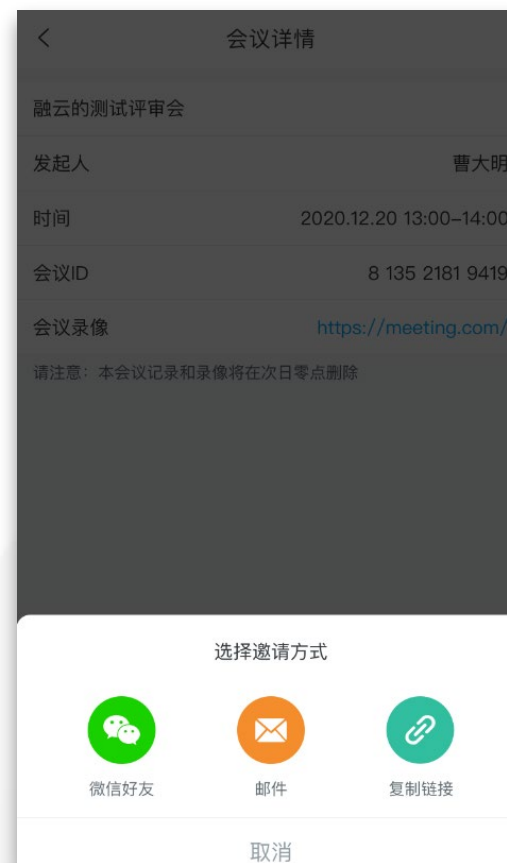 会议详情
融云的测试评审会
发起人 曹大明
时间 2020.12.20 13:00-14:00
会议ID 8 135 2181 9419
会议录像 https://meeting.com/
请注意：本会议记录和录像将在次日零点删除
选择邀请方式
微信好友 邮件 复制链接
取消